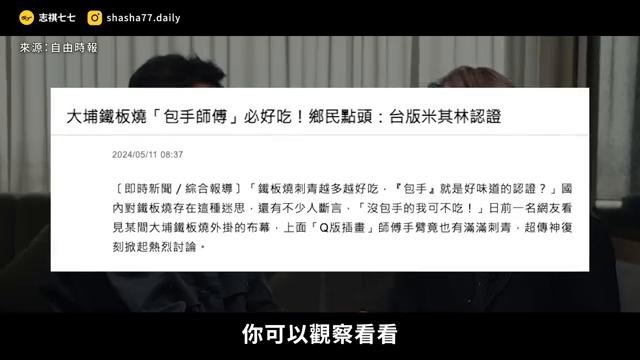 志祺七七
shasha77.daily
來源：自由時報
大埔鐵板燒「包手師傅」必好吃！鄉民點頭：台版米其林認證
2024/05/11 08:37
〔即時新聞／綜合報導〕「鐵板燒刺青越多越好吃，『包手』就是好味道的認證？」國
內對鐵板燒存在這種迷思，還有不少人斷言，「沒包手的我可不吃！」日前一名網友看
見某間大埔鐵板燒外掛的布幕，上面「Q版插畫」師傅手臂竟也有滿滿刺青，超傳神復
刻掀起熱烈討論。
你可以觀察看看